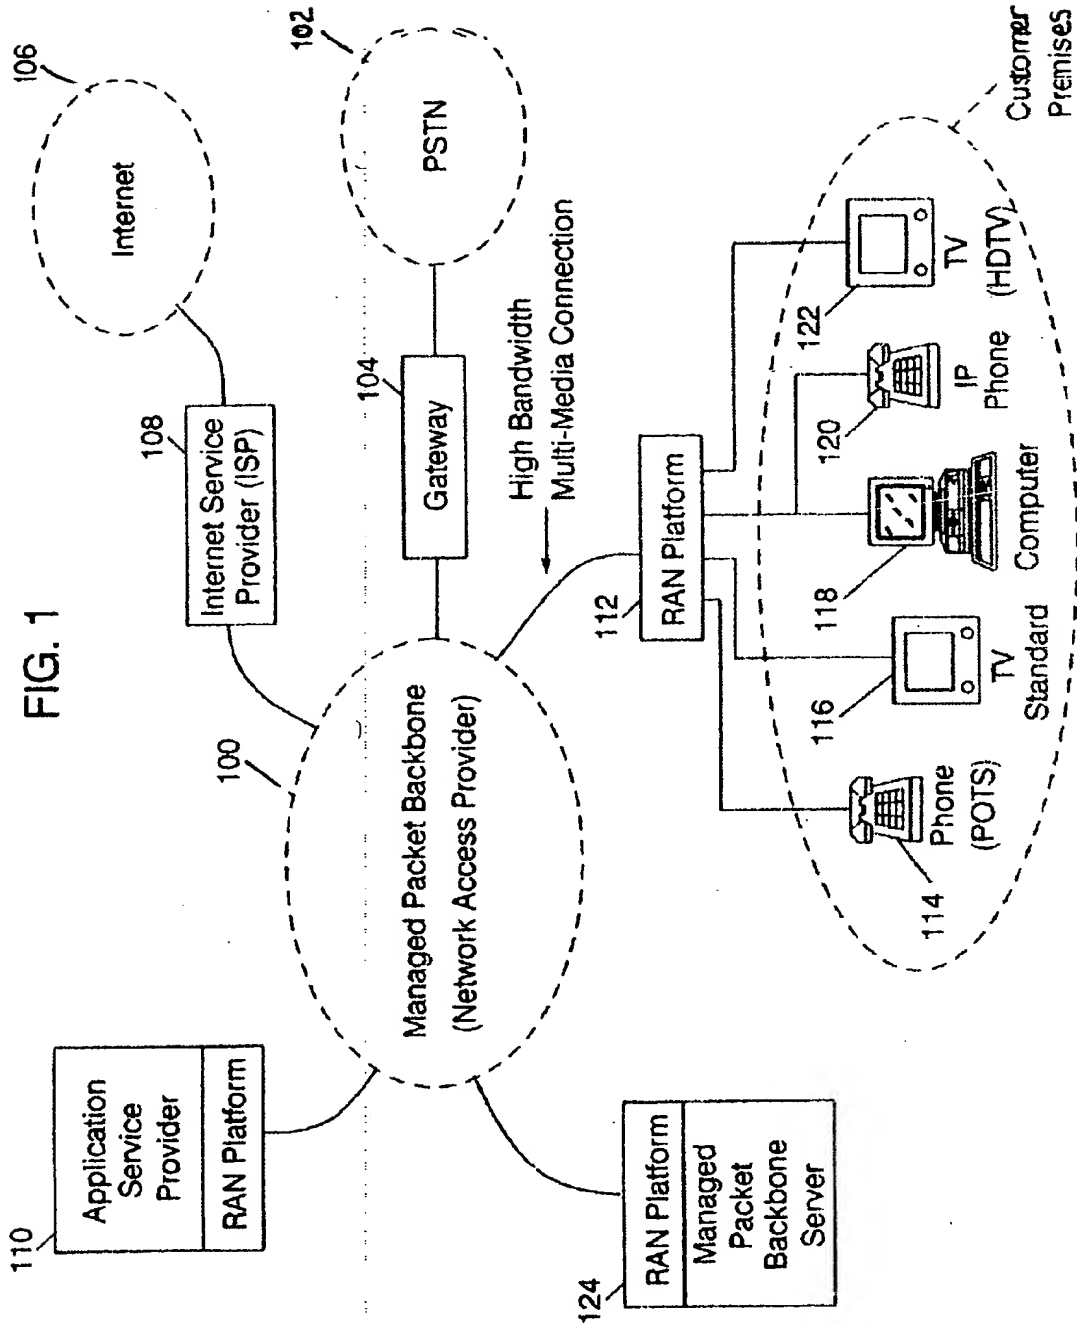 FIG. 1
110
Application
Service
Provider
RAN Platform
100
Managed Packet Backbone
(Network Access Provider)
106
Internet
108
Internet Service
Provider (ISP)
102
PSTN
104
Gateway
High Bandwidth
Multi-Media Connection
124
RAN Platform
Managed
Packet
Backbone
Server
112
RAN Platform
114
Phone
(POTS)
116
TV
Standard
118
Computer
120
IP
Phone
122
TV
(HDTV)
Customer
Premises